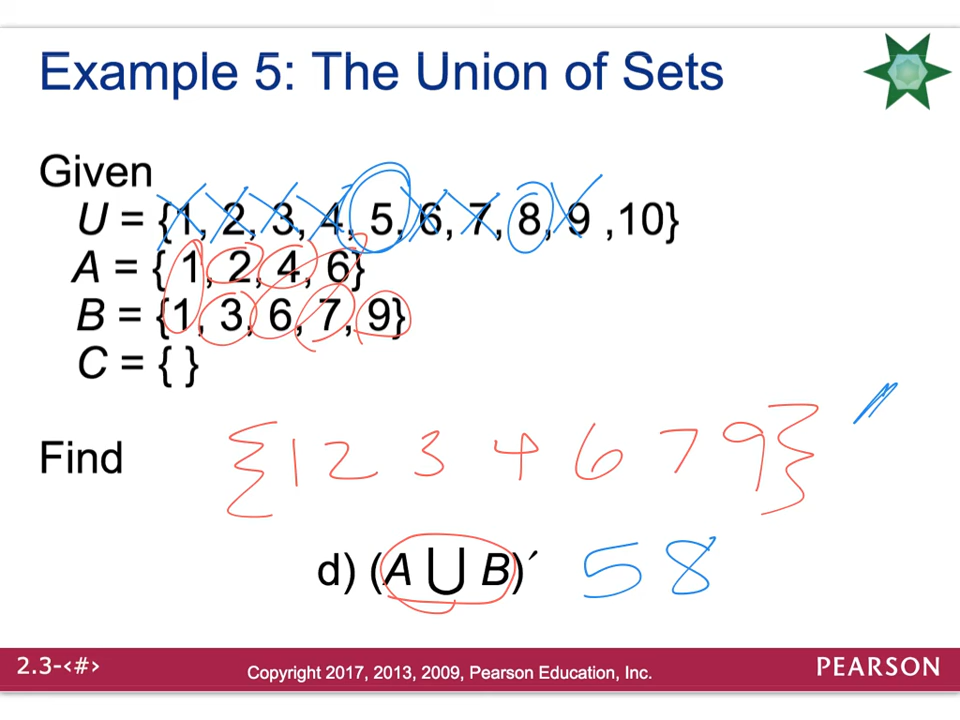 Example 5: The Union of Sets
Given
U = {1, 2, 3, 4, 5, 6, 7, 8, 9 ,10}
A = { 1, 2, 4, 6}
B = {1, 3, 6, 7, 9}
C = { }
Find {1 2 3 4 6 7 9} ′
d) (A ⋃ B)′ 5 8
2.3-<#> Copyright 2017, 2013, 2009, Pearson Education, Inc. PEARSON